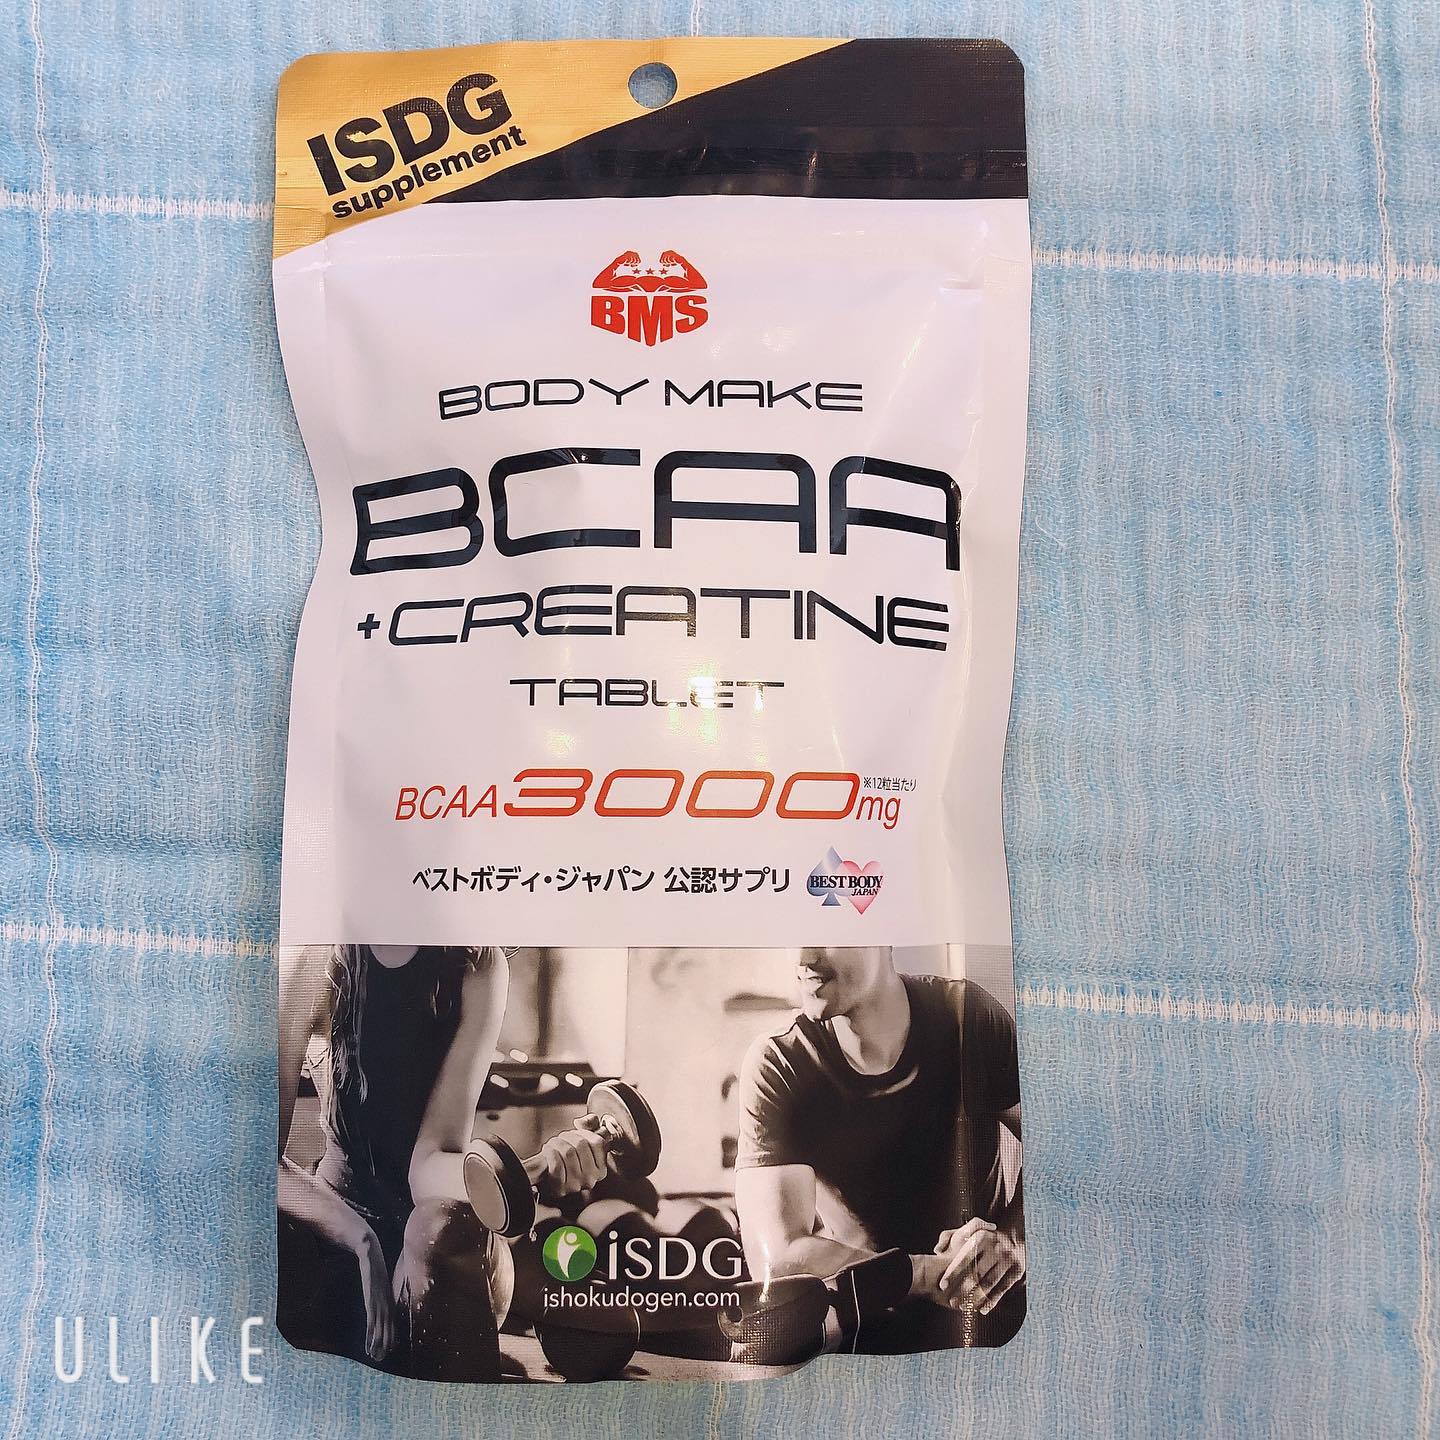 ISDG
supplement
BMS
BODY MAKE
BCAA
+CREATINE
TABLET
BCAA3000mg ※12粒当たり
ベストボディ・ジャパン 公認サプリ
BEST BODY
JAPAN
iSDG
ishokudogen.com
ULIKE